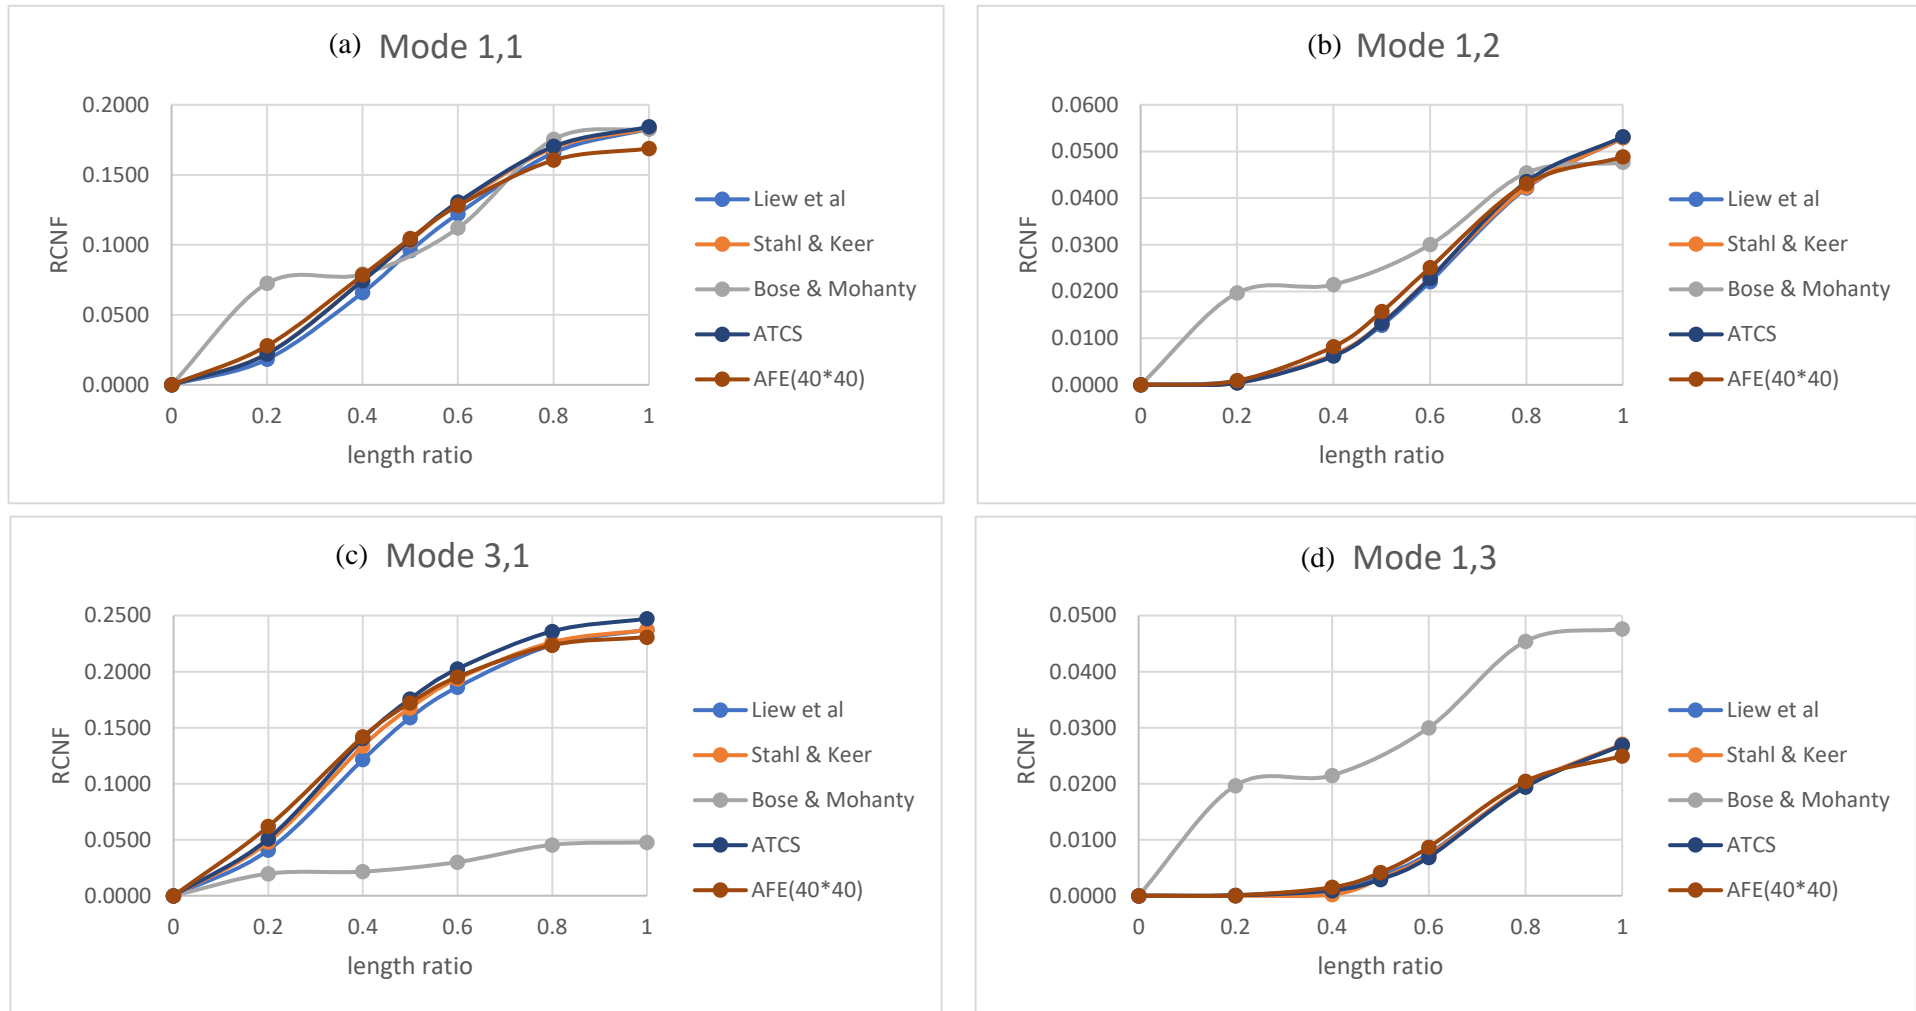 (a) Mode 1,1
0.2000
0.1500
0.1000
0.0500
0.0000
RCNF
0 0.2 0.4 0.6 0.8 1
length ratio
Liew et al
Stahl & Keer
Bose & Mohanty
ATCS
AFE(40*40)
(b) Mode 1,2
0.0600
0.0500
0.0400
0.0300
0.0200
0.0100
0.0000
RCNF
0 0.2 0.4 0.6 0.8 1
length ratio
Liew et al
Stahl & Keer
Bose & Mohanty
ATCS
AFE(40*40)
(c) Mode 3,1
0.2500
0.2000
0.1500
0.1000
0.0500
0.0000
RCNF
0 0.2 0.4 0.6 0.8 1
length ratio
Liew et al
Stahl & Keer
Bose & Mohanty
ATCS
AFE(40*40)
(d) Mode 1,3
0.0500
0.0400
0.0300
0.0200
0.0100
0.0000
RCNF
0 0.2 0.4 0.6 0.8 1
length ratio
Liew et al
Stahl & Keer
Bose & Mohanty
ATCS
AFE(40*40)